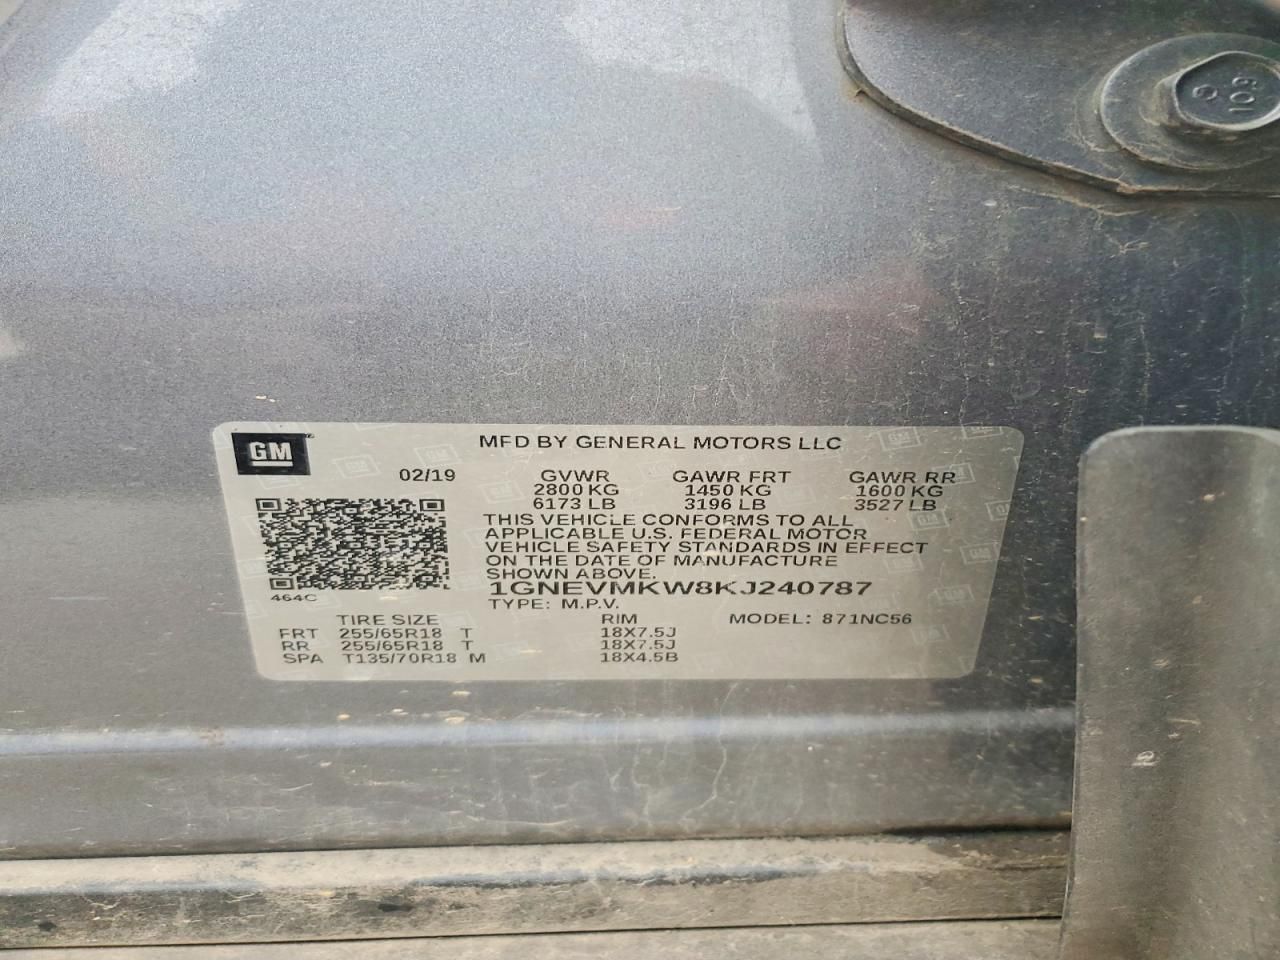 109
GM
MFD BY GENERAL MOTORS LLC
02/19 GVWR GAWR FRT GAWR RR
2800 KG 1450 KG 1600 KG
6173 LB 3196 LB 3527 LB
THIS VEHICLE CONFORMS TO ALL
APPLICABLE U.S. FEDERAL MOTOR
VEHICLE SAFETY STANDARDS IN EFFECT
ON THE DATE OF MANUFACTURE
SHOWN ABOVE.
464C
1GNEVMKW8KJ240787
TYPE: M.P.V.
TIRE SIZE RIM MODEL: 871NC56
FRT 255/65R18 T 18X7.5J
RR 255/65R18 T 18X7.5J
SPA T135/70R18 M 18X4.5B